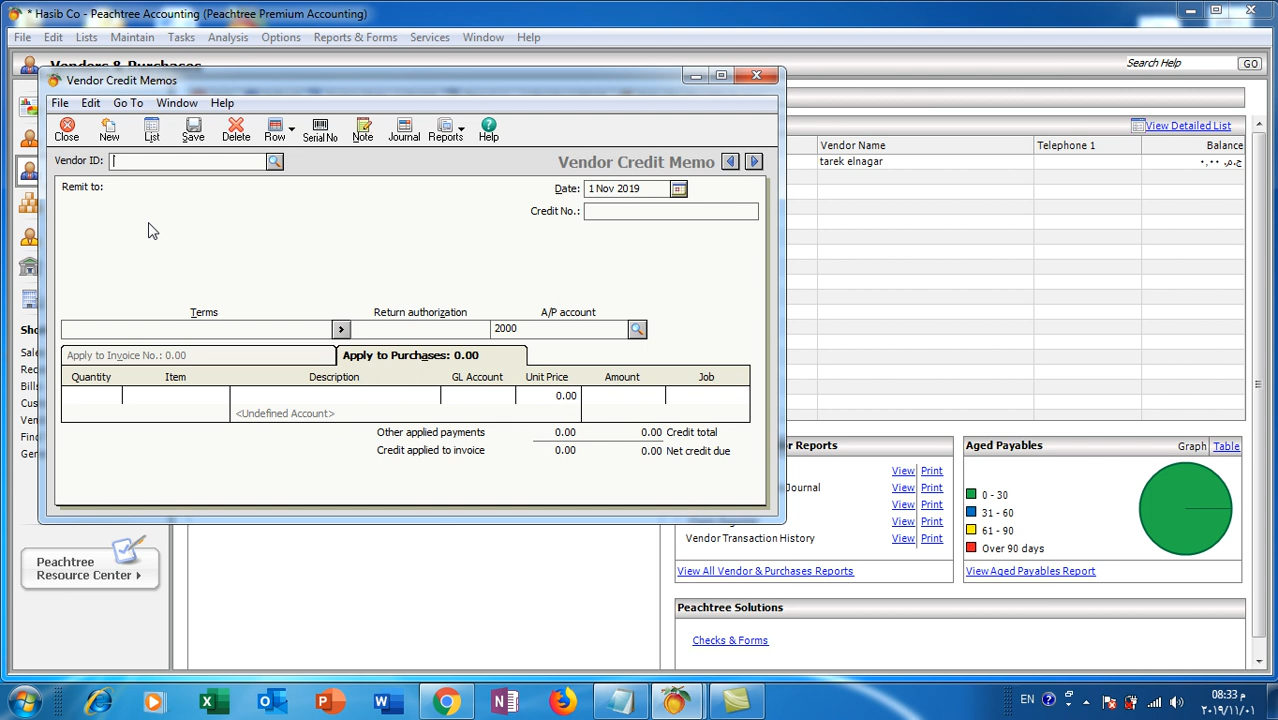 * Hasib Co - Peachtree Accounting (Peachtree Premium Accounting)
File Edit Lists Maintain Tasks Analysis Options Reports & Forms Services Window Help
Vendors & Purchases
Search Help GO
Vendor Credit Memos
File Edit Go To Window Help
Close New List Save Delete Row Serial No Note Journal Reports Help
Vendor ID:
Vendor Credit Memo
Remit to:
Date: 1 Nov 2019
Credit No.:
Terms Return authorization A/P account
2000
Apply to Invoice No.: 0.00 Apply to Purchases: 0.00
Quantity Item Description GL Account Unit Price Amount Job
0.00
<Undefined Account>
Other applied payments 0.00 0.00 Credit total
Credit applied to invoice 0.00 0.00 Net credit due
View Detailed List
Vendor Name Telephone 1 Balance
tarek elnagar ج.م. ٠,٠٠
Reports
View Print
Journal View Print
View Print
View Print
Vendor Transaction History View Print
View All Vendor & Purchases Reports
Aged Payables Graph Table
0 - 30
31 - 60
61 - 90
Over 90 days
View Aged Payables Report
Peachtree Solutions
Checks & Forms
Peachtree
Resource Center
EN
08:33 م
٢٠١٩/١١/٠١